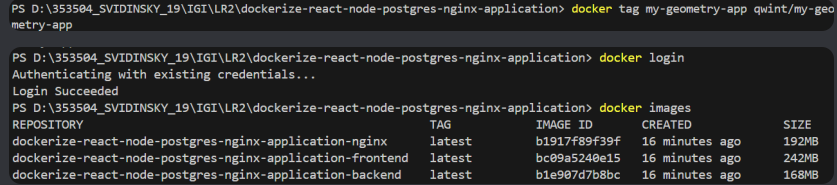 PS D:\353504_SVIDINSKY_19\IGI\LR2\dockerize-react-node-postgres-nginx-application> docker tag my-geometry-app qwint/my-geo
metry-app
PS D:\353504_SVIDINSKY_19\IGI\LR2\dockerize-react-node-postgres-nginx-application> docker login
Authenticating with existing credentials...
Login Succeeded
PS D:\353504_SVIDINSKY_19\IGI\LR2\dockerize-react-node-postgres-nginx-application> docker images
REPOSITORY TAG IMAGE ID CREATED SIZE
dockerize-react-node-postgres-nginx-application-nginx latest b1917f89f39f 16 minutes ago 192MB
dockerize-react-node-postgres-nginx-application-frontend latest bc09a5240e15 16 minutes ago 242MB
dockerize-react-node-postgres-nginx-application-backend latest b1e907d7b8bc 16 minutes ago 168MB